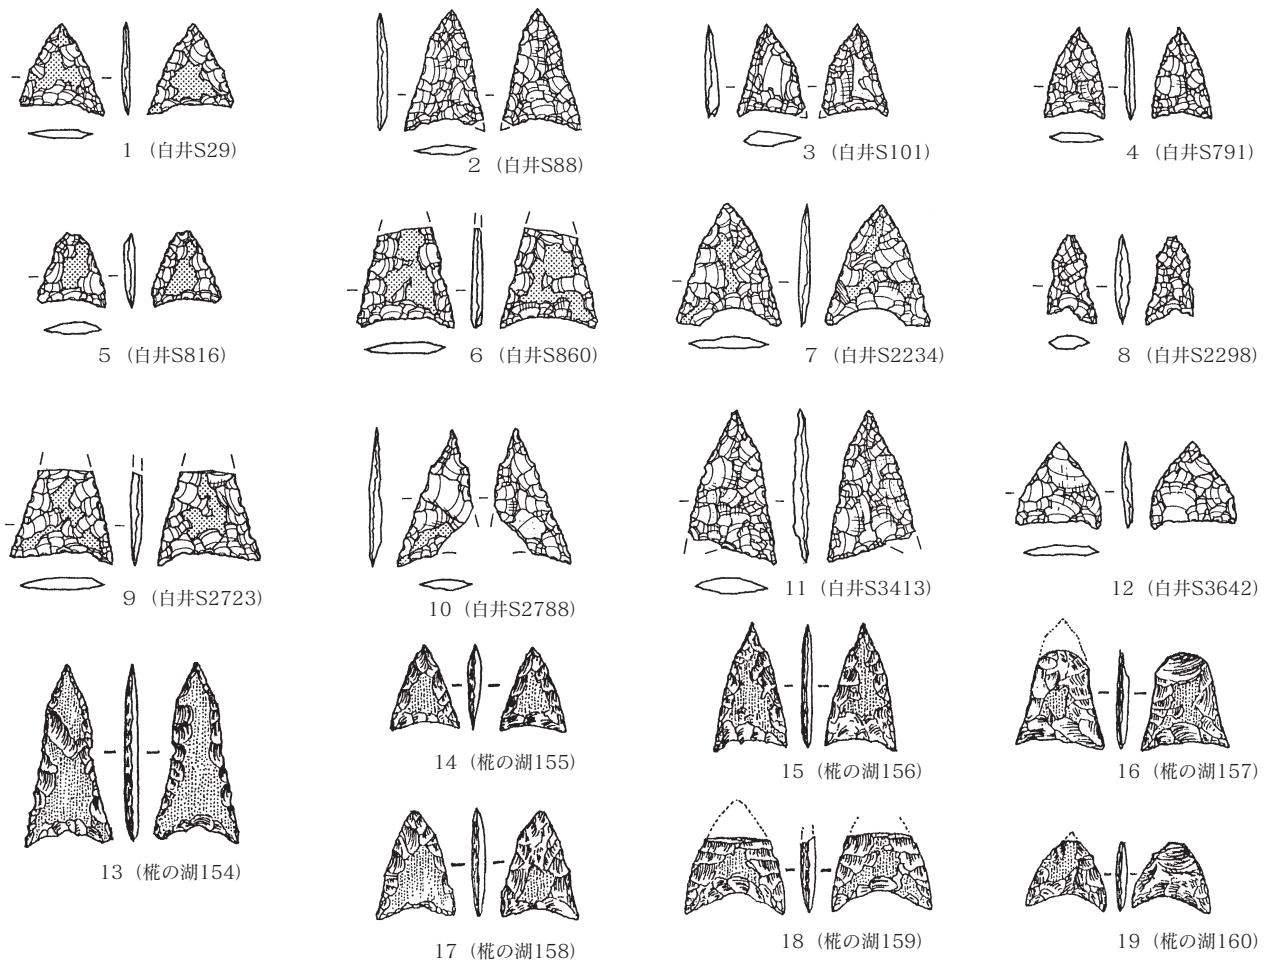 1（白井S29）
2（白井S88）
3（白井S101）
4（白井S791）
5（白井S816）
6（白井S860）
7（白井S2234）
8（白井S2298）
9（白井S2723）
10（白井S2788）
11（白井S3413）
12（白井S3642）
13（椛の湖154）
14（椛の湖155）
15（椛の湖156）
16（椛の湖157）
17（椛の湖158）
18（椛の湖159）
19（椛の湖160）